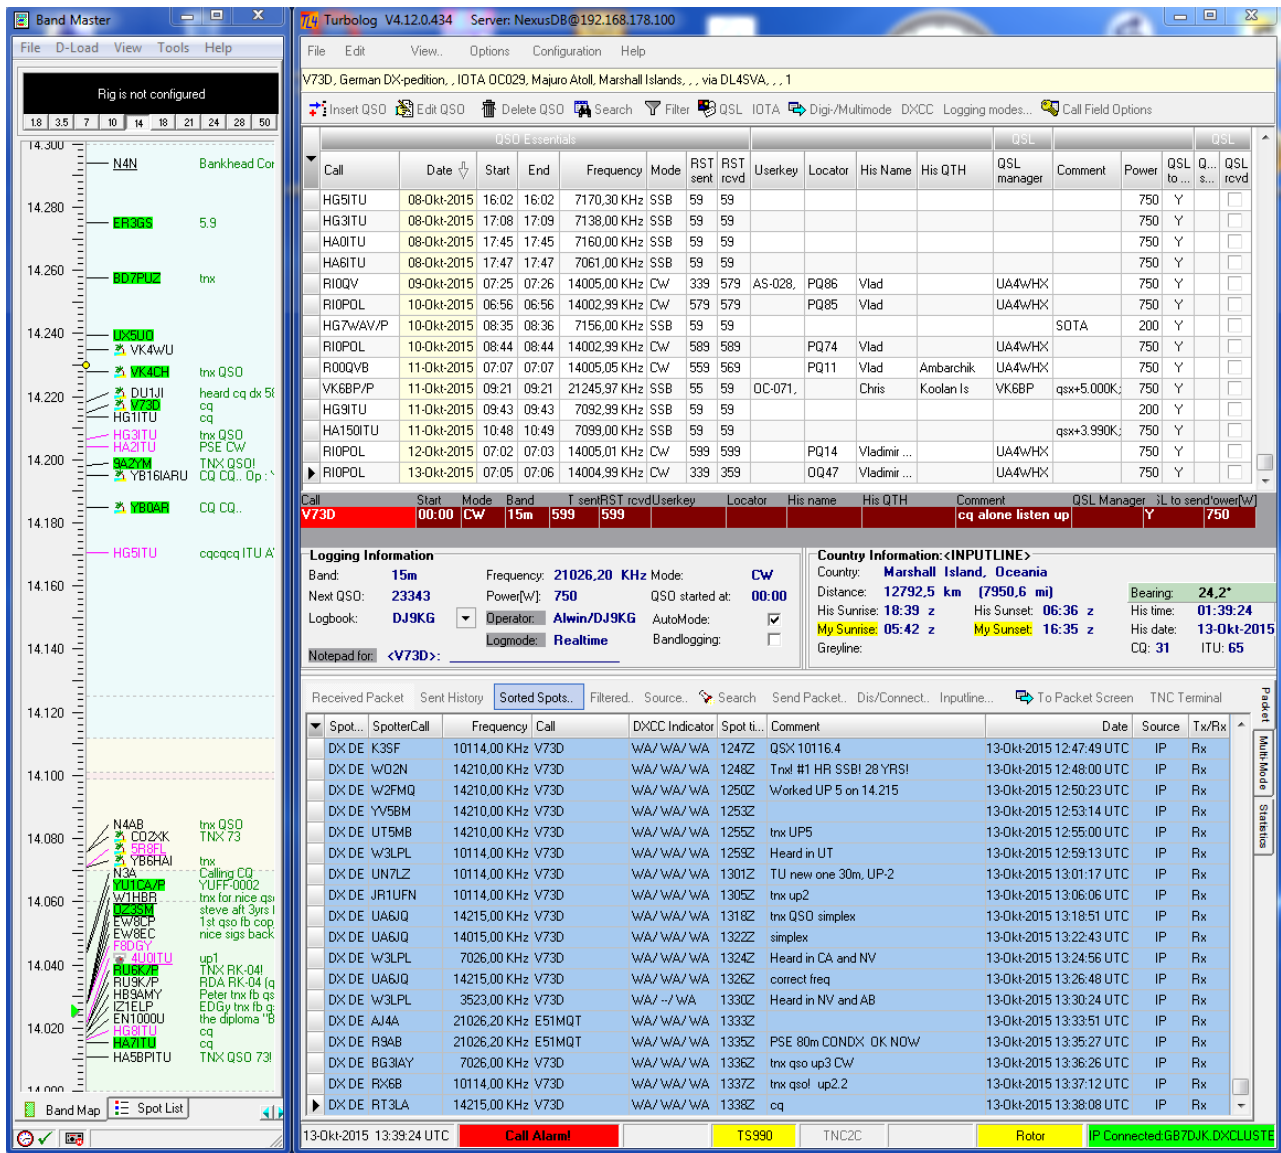 Band Master
File D-Load View Tools Help
Rig is not configured
1.8 3.5 7 10 14 18 21 24 28 50
14.300
N4N Bankhead Cor
14.280
ER3GS 5.9
14.260
BD7PUZ tnx
14.240
UX5UO
VK4WU
VK4CH tnx QSO
14.220
DU1JI heard cq dx 5
V73D cq
HG1ITU cq
HG3ITU tnx QSO
HA2ITU PSE CW
14.200
9A2YM TNX QSO!
YB16IARU CQ CQ.. Op :
YB0AR CQ CQ..
14.180
HG5ITU cqcqcq ITU A
14.160
14.140
14.120
14.100
N4AB tnx QSO
14.080
CO2XK TNX 73
5R8FL
YB6HAI tnx
N3A Calling CQ
YU1CA/P YUFF-0002
14.060
W1HBR tnx for nice qs
OZ3SM steve aft 3yrs
EW8CP 1st qso fb cop
EW8EC nice sigs back
F8DGY
14.040
4U0ITU up1
RU6K/P TNX RK-04!
RU9K/P RDA RK-04 (q
HB9AMY Peter tnx fb qs
IZ1ELP EDGy tnx fb q
EN1000U the diploma "B
14.020
HG8ITU cq
HA7ITU cq
HA5BPITU TNX QSO 73!
14.000
Band Map Spot List
Turbolog V4.12.0.434 Server: NexusDB@192.168.178.100
File Edit View.. Options Configuration Help
V73D, German DX-pedition, , IOTA OC029, Majuro Atoll, Marshall Islands, , , via DL4SVA, , , 1
Insert QSO Edit QSO Delete QSO Search Filter QSL IOTA Digi-/Multimode DXCC Logging modes... Call Field Options
QSO Essentials QSL QSL
Call Date Start End Frequency Mode RST sent RST rcvd Userkey Locator His Name His QTH QSL manager Comment Power QSL to ... Q... s... QSL rcvd
HG5ITU 08-Okt-2015 16:02 16:02 7170,30 KHz SSB 59 59 750 Y
HG3ITU 08-Okt-2015 17:08 17:09 7138,00 KHz SSB 59 59 750 Y
HA0ITU 08-Okt-2015 17:45 17:45 7160,00 KHz SSB 59 59 750 Y
HA6ITU 08-Okt-2015 17:47 17:47 7061,00 KHz SSB 59 59 750 Y
RI0QV 09-Okt-2015 07:25 07:26 14005,00 KHz CW 339 579 AS-028, PQ86 Vlad UA4WHX 750 Y
RI0POL 10-Okt-2015 06:56 06:56 14002,99 KHz CW 579 579 PQ85 Vlad UA4WHX 750 Y
HG7WAV/P 10-Okt-2015 08:35 08:36 7156,00 KHz SSB 59 59 SOTA 200 Y
RI0POL 10-Okt-2015 08:44 08:44 14002,99 KHz CW 589 589 PQ74 Vlad UA4WHX 750 Y
R00QVB 11-Okt-2015 07:07 07:07 14005,05 KHz CW 559 569 PQ11 Vlad Ambarchik UA4WHX 750 Y
VK6BP/P 11-Okt-2015 09:21 09:21 21245,97 KHz SSB 55 59 OC-071, Chris Koolan Is VK6BP qsx+5.000K; 750 Y
HG9ITU 11-Okt-2015 09:43 09:43 7092,99 KHz SSB 59 59 200 Y
HA150ITU 11-Okt-2015 10:48 10:49 7099,00 KHz SSB 59 59 qsx+3.990K; 750 Y
RI0POL 12-Okt-2015 07:02 07:03 14005,01 KHz CW 599 599 PQ14 Vladimir ... UA4WHX 750 Y
RI0POL 13-Okt-2015 07:05 07:06 14004,99 KHz CW 339 359 OQ47 Vladimir ... UA4WHX 750 Y
Call Start Mode Band T sent RST rcvd Userkey Locator His name His QTH Comment QSL Manager SL to send ower[W]
V73D 00:00 CW 15m 599 599 cq alone listen up Y 750
Logging Information
Band: 15m Frequency: 21026,20 KHz Mode: CW
Next QSO: 23343 Power[W]: 750 QSO started at: 00:00
Logbook: DJ9KG Operator: Alwin/DJ9KG AutoMode:
Logmode: Realtime Bandlogging:
Notepad for: <V73D>:
Country Information:<INPUTLINE>
Country: Marshall Island, Oceania
Distance: 12792,5 km (7950,6 mi) Bearing: 24,2°
His Sunrise: 18:39 z His Sunset: 06:36 z His time: 01:39:24
My Sunrise: 05:42 z My Sunset: 16:35 z His date: 13-Okt-2015
Greyline: CQ: 31 ITU: 65
Received Packet Sent History Sorted Spots.. Filtered.. Source.. Search Send Packet.. Dis/Connect.. Inputline... To Packet Screen TNC Terminal
Packet
Multi-Mode
Statistics
Spot... SpotterCall Frequency Call DXCC Indicator Spot ti... Comment Date Source Tx/Rx
DX DE K3SF 10114,00 KHz V73D WA/ WA/ WA 1247Z QSX 10116.4 13-Okt-2015 12:47:49 UTC IP Rx
DX DE WO2N 14210,00 KHz V73D WA/ WA/ WA 1248Z Tnx! #1 HR SSB! 28 YRS! 13-Okt-2015 12:48:00 UTC IP Rx
DX DE W2FMQ 14210,00 KHz V73D WA/ WA/ WA 1250Z Worked UP 5 on 14.215 13-Okt-2015 12:50:23 UTC IP Rx
DX DE YV5BM 14210,00 KHz V73D WA/ WA/ WA 1253Z 13-Okt-2015 12:53:14 UTC IP Rx
DX DE UT5MB 14210,00 KHz V73D WA/ WA/ WA 1255Z tnx UP5 13-Okt-2015 12:55:00 UTC IP Rx
DX DE W3LPL 10114,00 KHz V73D WA/ WA/ WA 1259Z Heard in UT 13-Okt-2015 12:59:13 UTC IP Rx
DX DE UN7LZ 10114,00 KHz V73D WA/ WA/ WA 1301Z TU new one 30m, UP-2 13-Okt-2015 13:01:17 UTC IP Rx
DX DE JR1UFN 10114,00 KHz V73D WA/ WA/ WA 1305Z tnx up2 13-Okt-2015 13:06:06 UTC IP Rx
DX DE UA6JQ 14215,00 KHz V73D WA/ WA/ WA 1318Z tnx QSO simplex 13-Okt-2015 13:18:51 UTC IP Rx
DX DE UA6JQ 14015,00 KHz V73D WA/ WA/ WA 1322Z simplex 13-Okt-2015 13:22:43 UTC IP Rx
DX DE W3LPL 7026,00 KHz V73D WA/ WA/ WA 1324Z Heard in CA and NV 13-Okt-2015 13:24:56 UTC IP Rx
DX DE UA6JQ 14215,00 KHz V73D WA/ WA/ WA 1326Z correct freq 13-Okt-2015 13:26:48 UTC IP Rx
DX DE W3LPL 3523,00 KHz V73D WA/ --/ WA 1330Z Heard in NV and AB 13-Okt-2015 13:30:24 UTC IP Rx
DX DE AJ4A 21026,20 KHz E51MQT WA/ WA/ WA 1333Z 13-Okt-2015 13:33:51 UTC IP Rx
DX DE R9AB 21026,20 KHz E51MQT WA/ WA/ WA 1335Z PSE 80m CONDX OK NOW 13-Okt-2015 13:35:27 UTC IP Rx
DX DE BG3IAY 7026,00 KHz V73D WA/ WA/ WA 1336Z tnx qso up3 CW 13-Okt-2015 13:36:26 UTC IP Rx
DX DE RX6B 10114,00 KHz V73D WA/ WA/ WA 1337Z tnx qso! up2.2 13-Okt-2015 13:37:12 UTC IP Rx
DX DE RT3LA 14215,00 KHz V73D WA/ WA/ WA 1338Z cq 13-Okt-2015 13:38:08 UTC IP Rx
13-Okt-2015 13:39:24 UTC Call Alarm! TS990 TNC2C Rotor IP Connected:GB7DJK.DXCLUSTE